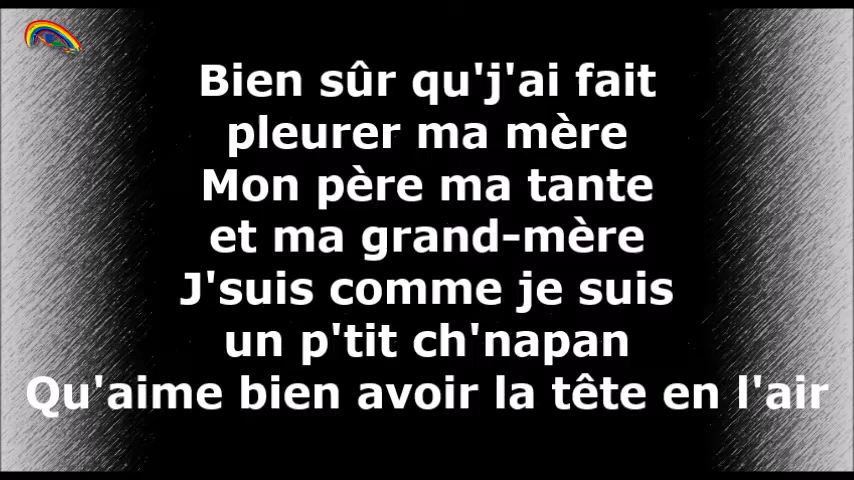 Bien sûr qu'j'ai fait
pleurer ma mère
Mon père ma tante
et ma grand-mère
J'suis comme je suis
un p'tit ch'napan
Qu'aime bien avoir la tête en l'air